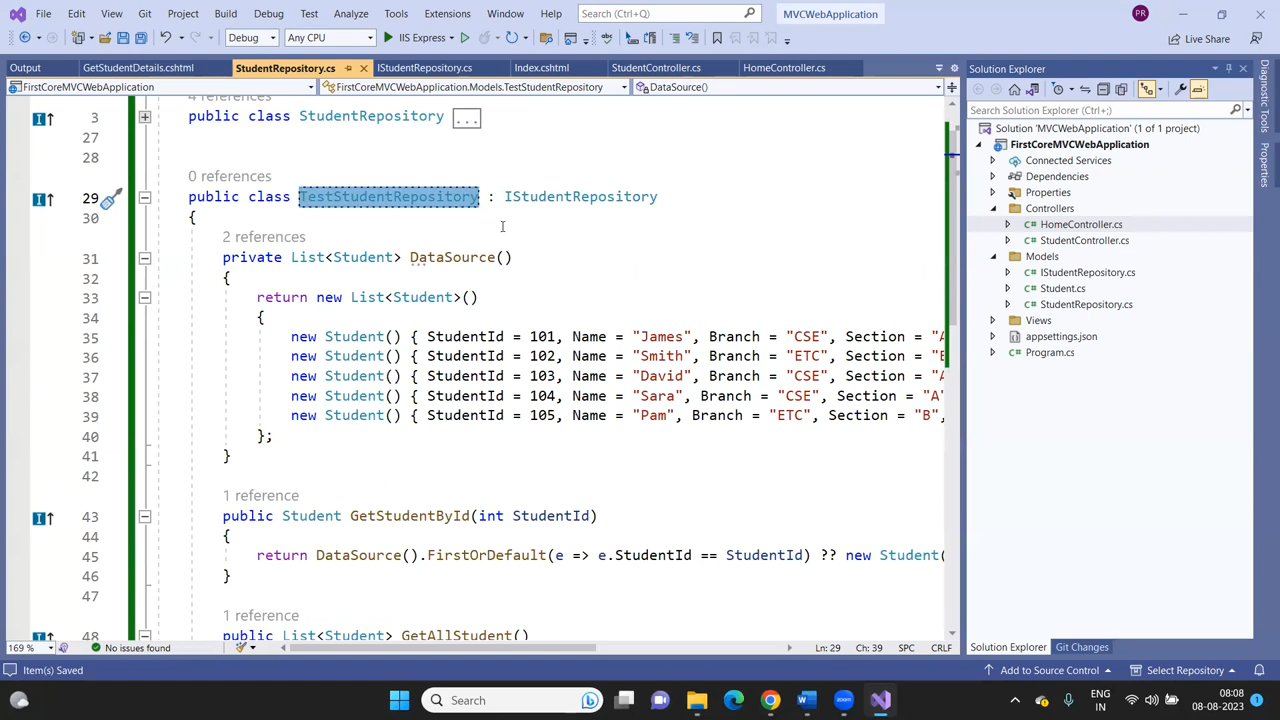 File Edit View Git Project Build Debug Test Analyze Tools Extensions Window Help Search (Ctrl+Q) MVCWebApplication PR
Debug Any CPU IIS Express Live Share
Output GetStudentDetails.cshtml StudentRepository.cs IStudentRepository.cs Index.cshtml StudentController.cs HomeController.cs
FirstCoreMVCWebApplication FirstCoreMVCWebApplication.Models.TestStudentRepository DataSource()
4 references
3 public class StudentRepository ...
27
28
0 references
29 public class TestStudentRepository : IStudentRepository
30 {
2 references
31 private List<Student> DataSource()
32 {
33 return new List<Student>()
34 {
35 new Student() { StudentId = 101, Name = "James", Branch = "CSE", Section = "A
36 new Student() { StudentId = 102, Name = "Smith", Branch = "ETC", Section = "B
37 new Student() { StudentId = 103, Name = "David", Branch = "CSE", Section = "A
38 new Student() { StudentId = 104, Name = "Sara", Branch = "CSE", Section = "A"
39 new Student() { StudentId = 105, Name = "Pam", Branch = "ETC", Section = "B",
40 };
41 }
42
1 reference
43 public Student GetStudentById(int StudentId)
44 {
45 return DataSource().FirstOrDefault(e => e.StudentId == StudentId) ?? new Student(
46 }
47
1 reference
48 public List<Student> GetAllStudent()
169 % No issues found Ln: 29 Ch: 39 SPC CRLF
Solution Explorer
Search Solution Explorer (Ctrl+;)
Solution 'MVCWebApplication' (1 of 1 project)
FirstCoreMVCWebApplication
Connected Services
Dependencies
Properties
Controllers
HomeController.cs
StudentController.cs
Models
IStudentRepository.cs
Student.cs
StudentRepository.cs
Views
appsettings.json
Program.cs
Solution Explorer Git Changes
Diagnostic Tools
Properties
Item(s) Saved Add to Source Control Select Repository
Search ENG IN 08:08 08-08-2023 1